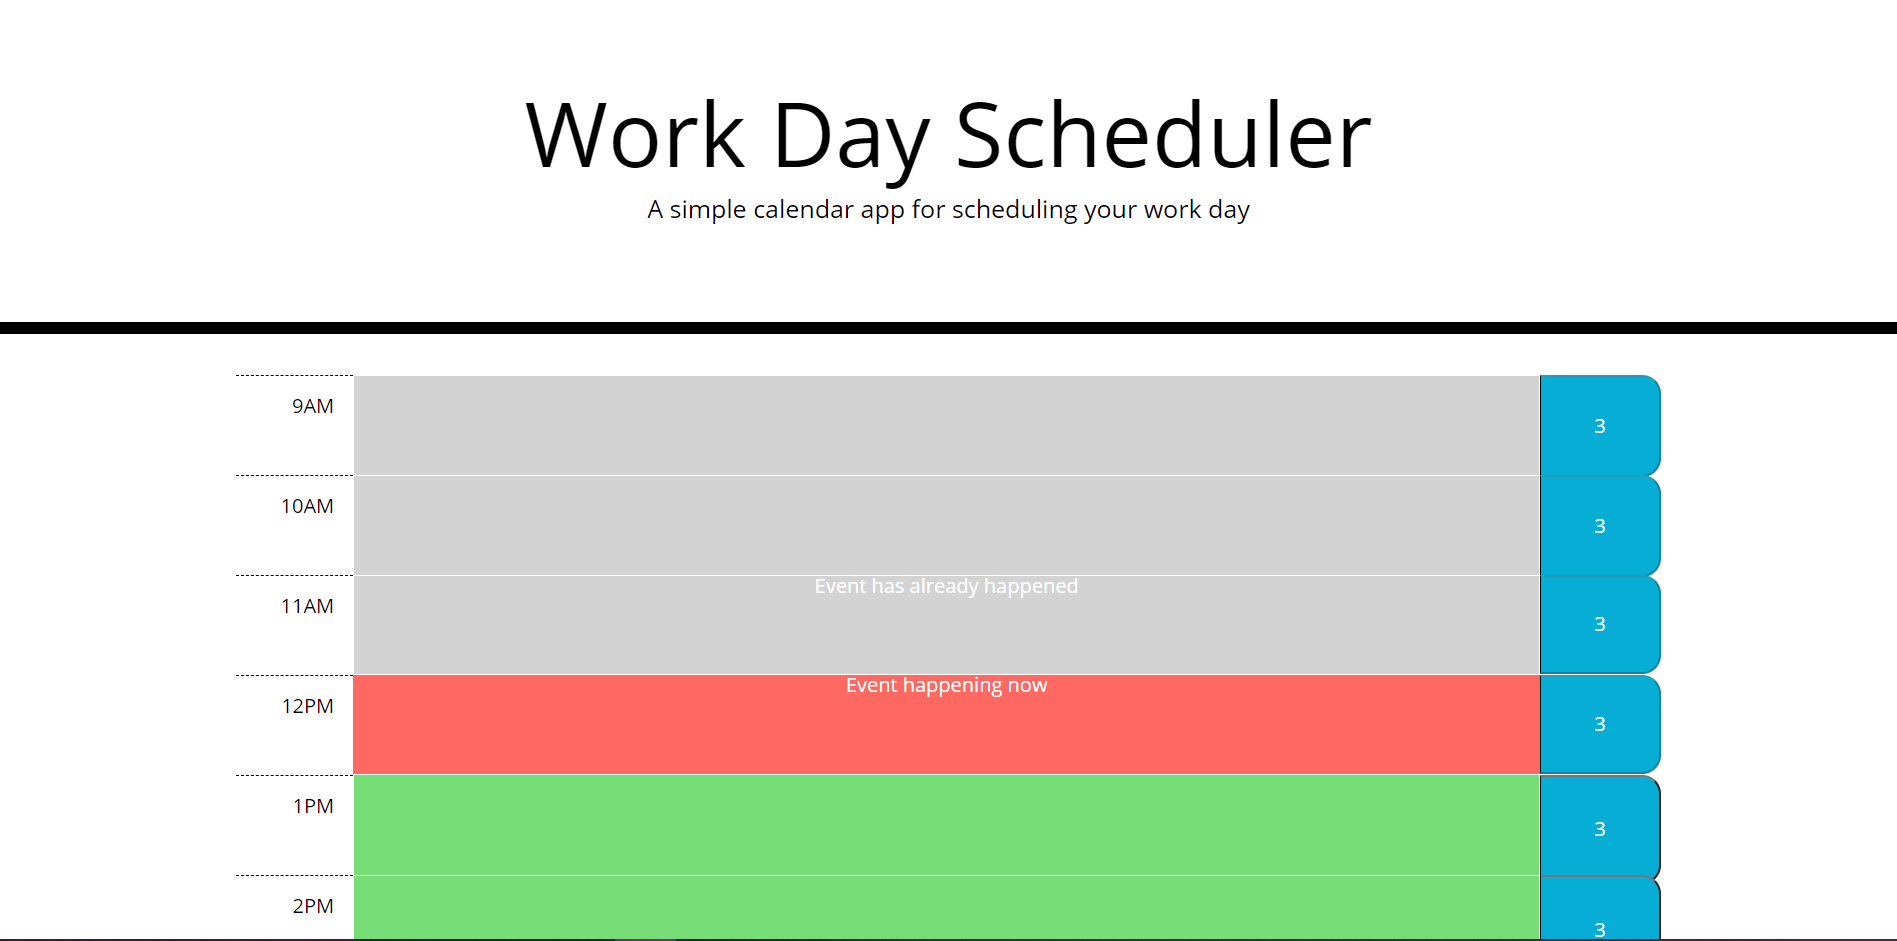 Work Day Scheduler
A simple calendar app for scheduling your work day
9AM
3
10AM
3
Event has already happened
11AM
3
Event happening now
12PM
3
1PM
3
2PM
3